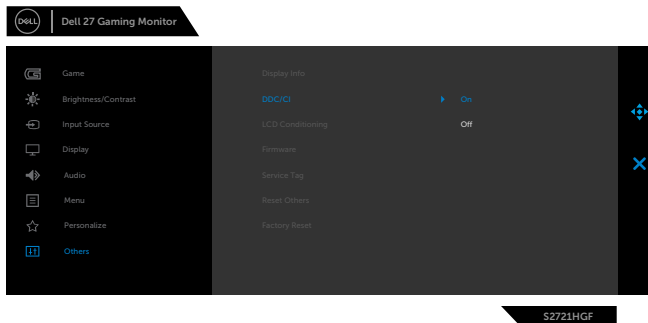 DELL
Dell 27 Gaming Monitor
Game
Display Info
Brightness/Contrast
DDC/CI
On
Input Source
LCD Conditioning
Off
Display
Firmware
Audio
Service Tag
Menu
Reset Others
Personalize
Factory Reset
Others
S2721HGF